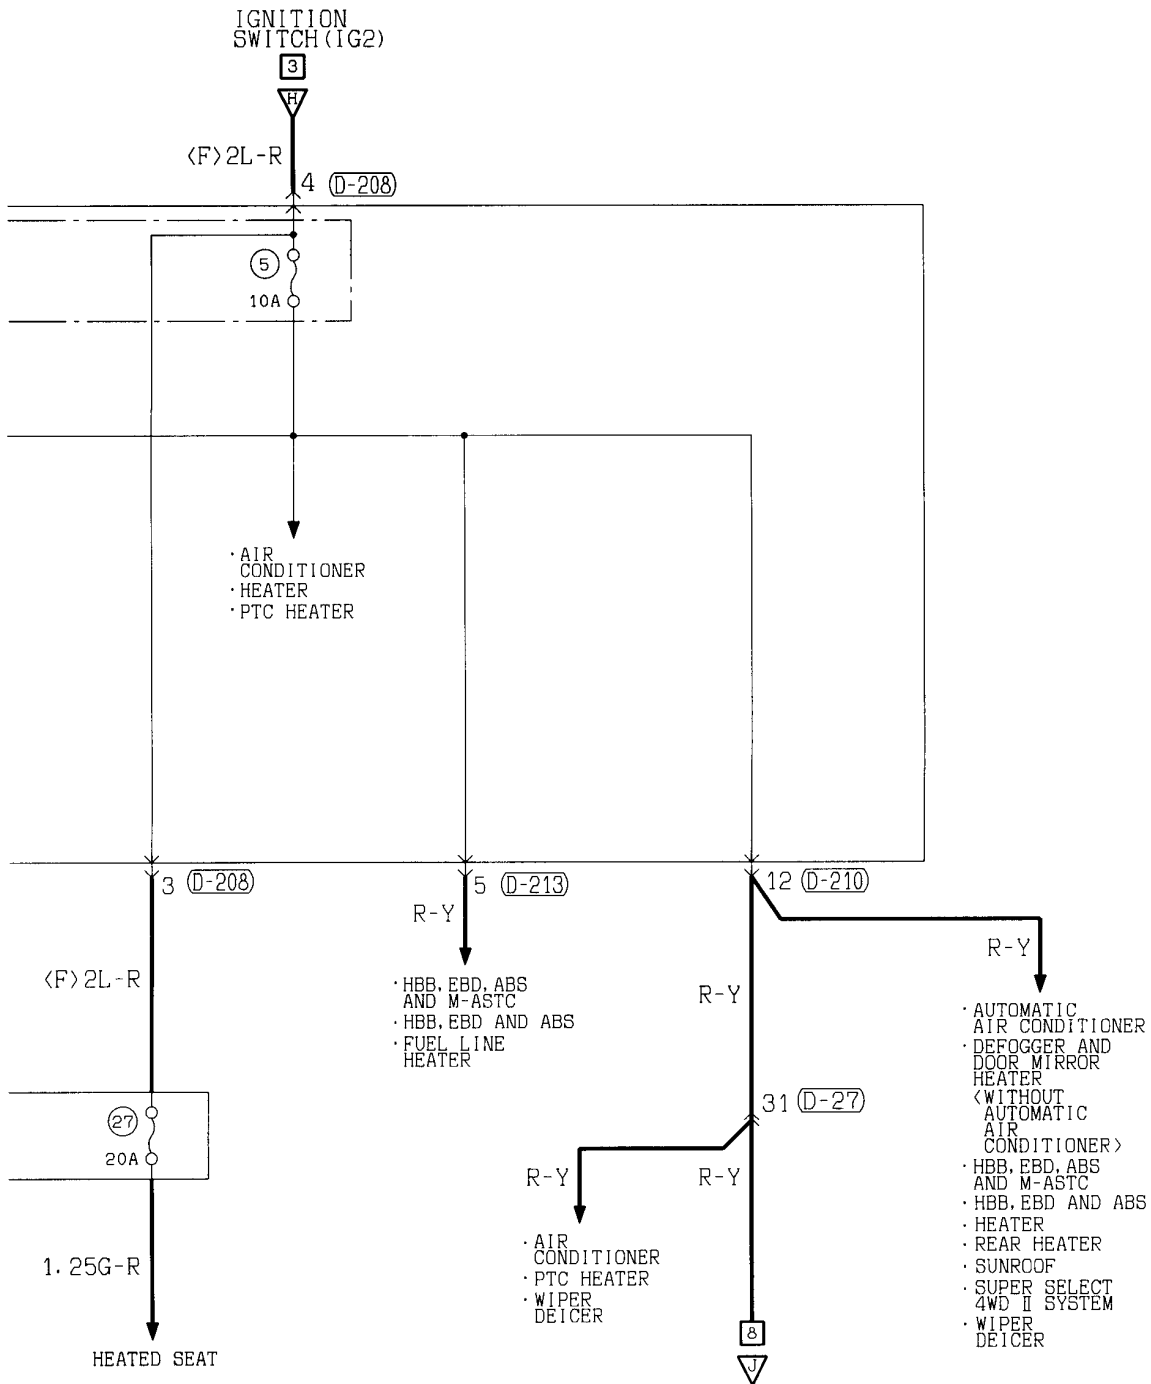 IGNITION
SWITCH(IG2)
3
H
<F>2L-R
4 D-208
5
10A
· AIR
CONDITIONER
· HEATER
· PTC HEATER
3 D-208
5 D-213
12 D-210
R-Y
R-Y
<F>2L-R
R-Y
· HBB, EBD, ABS
AND M-ASTC
· HBB, EBD AND ABS
· FUEL LINE
HEATER
· AUTOMATIC
AIR CONDITIONER
· DEFOGGER AND
DOOR MIRROR
HEATER
<WITHOUT
AUTOMATIC
AIR
CONDITIONER>
· HBB, EBD, ABS
AND M-ASTC
· HBB, EBD AND ABS
· HEATER
· REAR HEATER
· SUNROOF
· SUPER SELECT
4WD II SYSTEM
· WIPER
DEICER
27
20A
31 D-27
R-Y
R-Y
1.25G-R
· AIR
CONDITIONER
· PTC HEATER
· WIPER
DEICER
HEATED SEAT
8
J